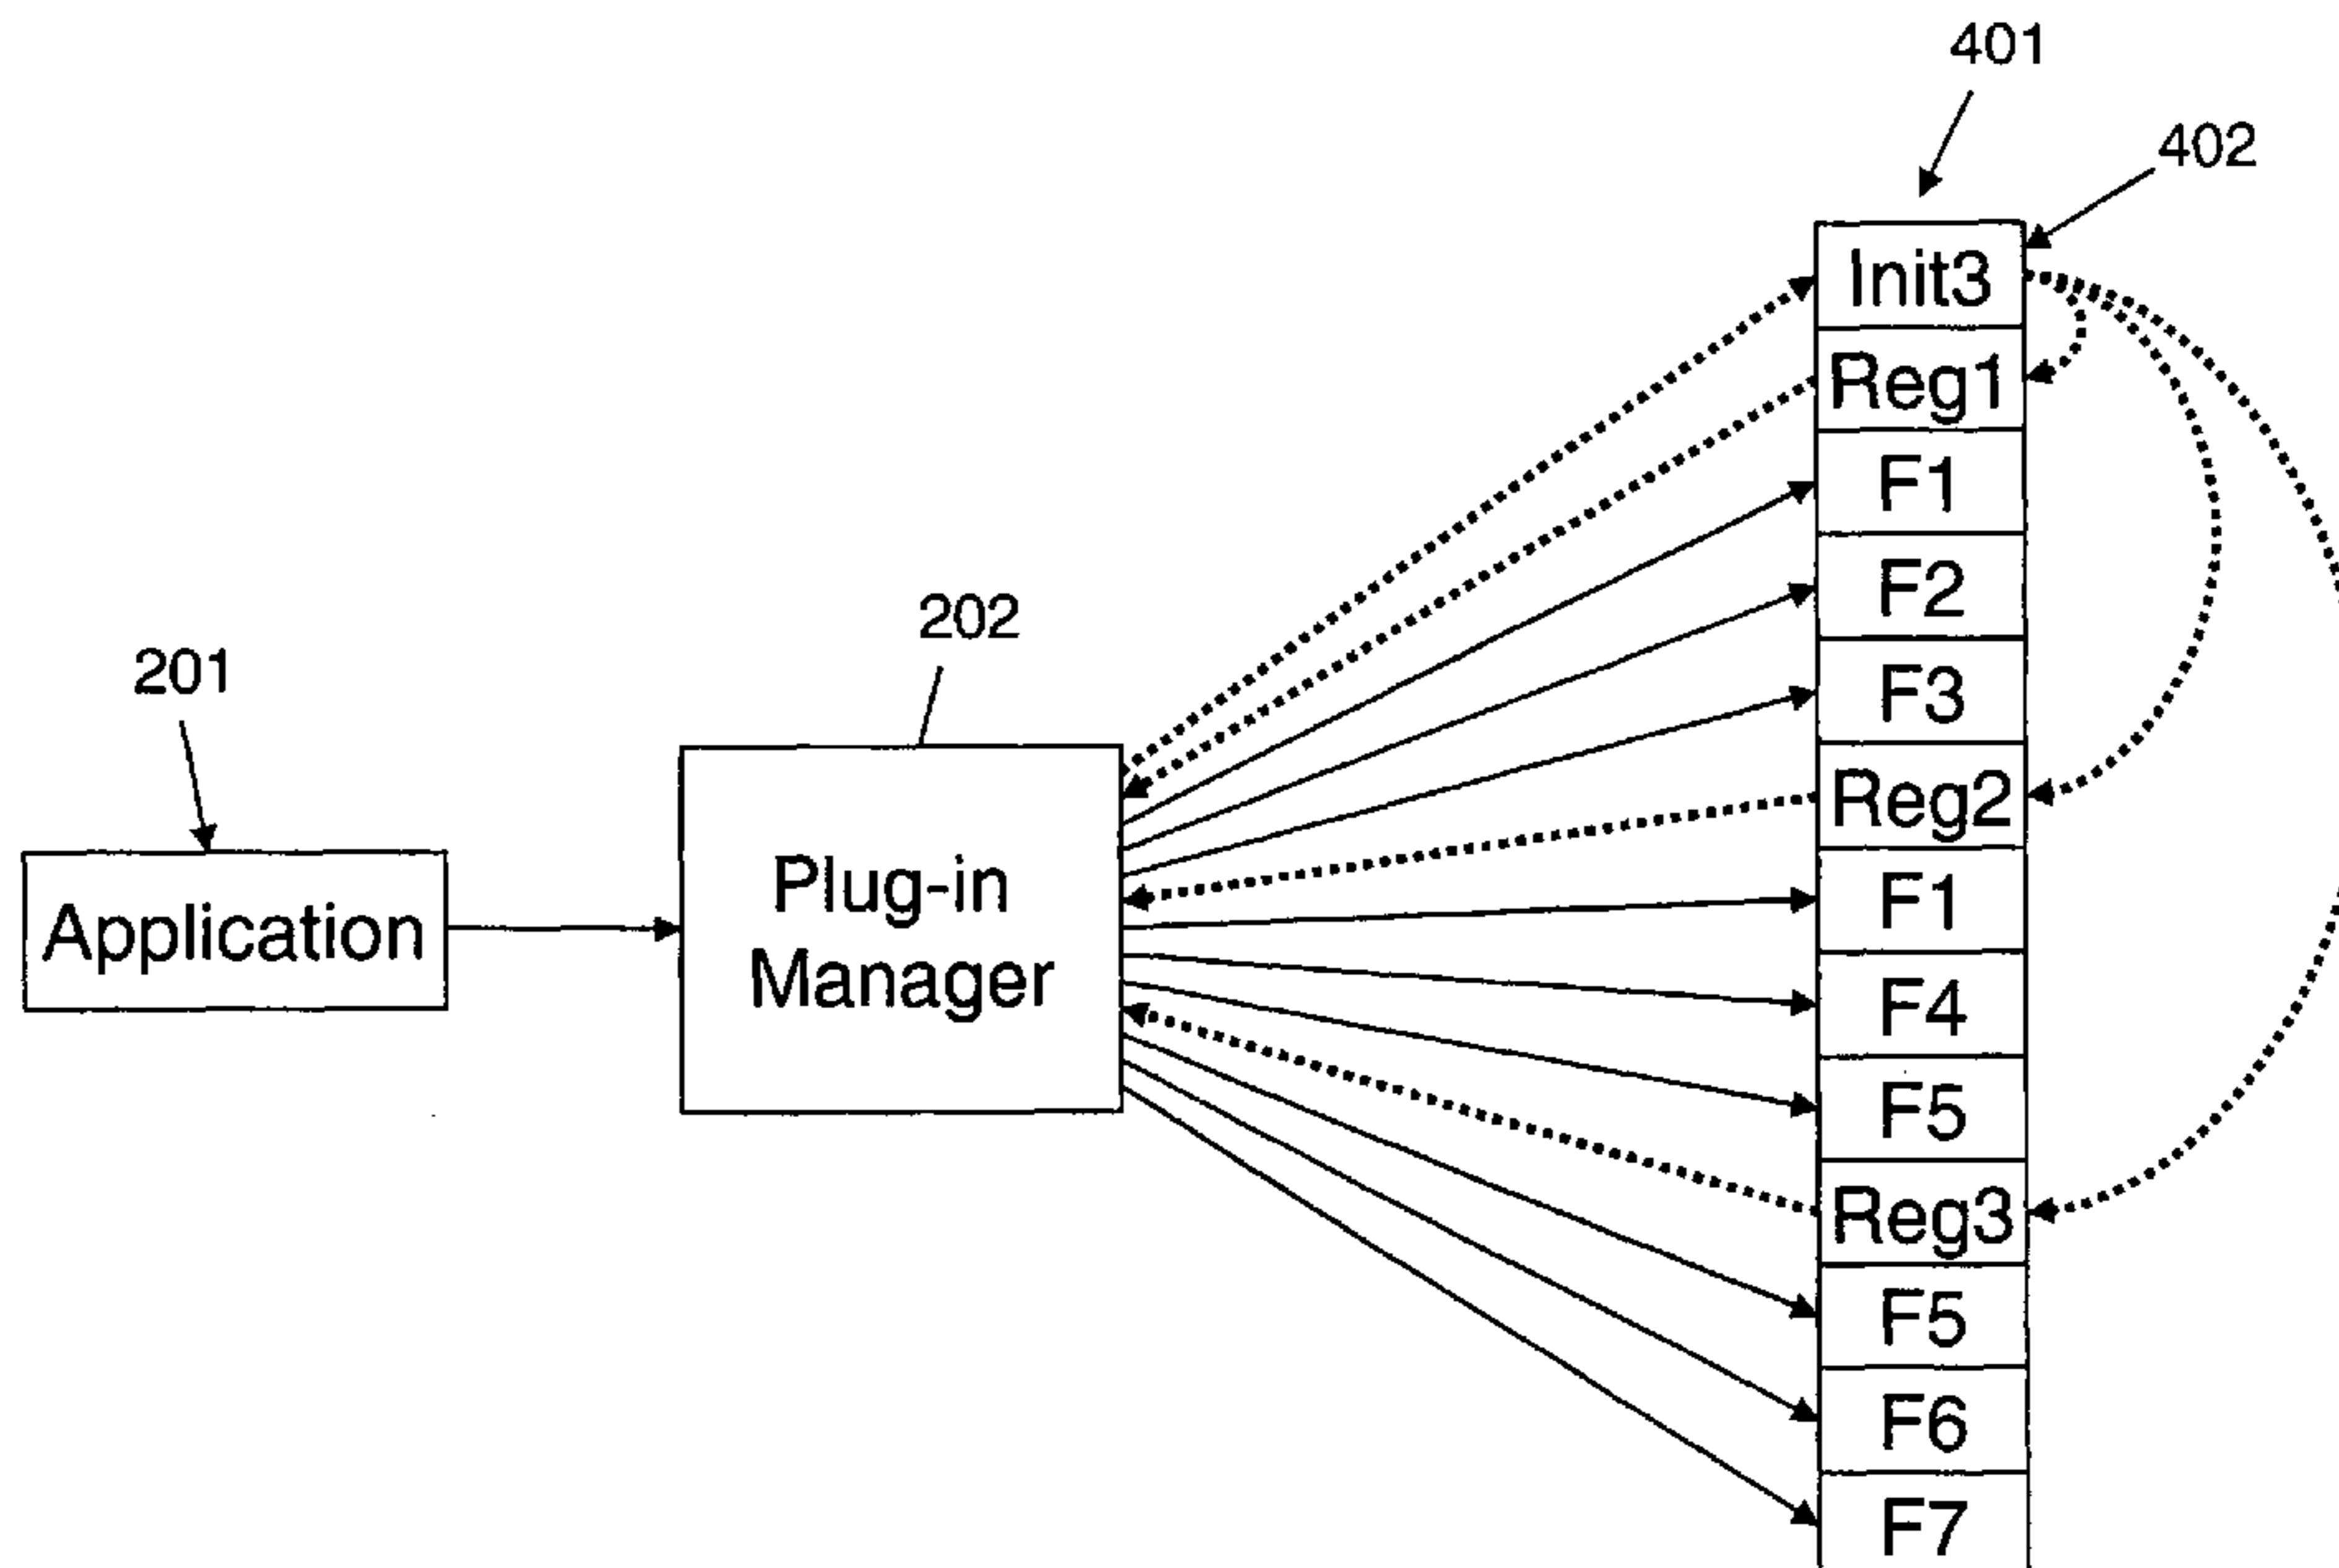 401
402
Init3
Reg1
F1
F2
F3
Reg2
F1
F4
F5
Reg3
F5
F6
F7
202
Plug-in
Manager
201
Application